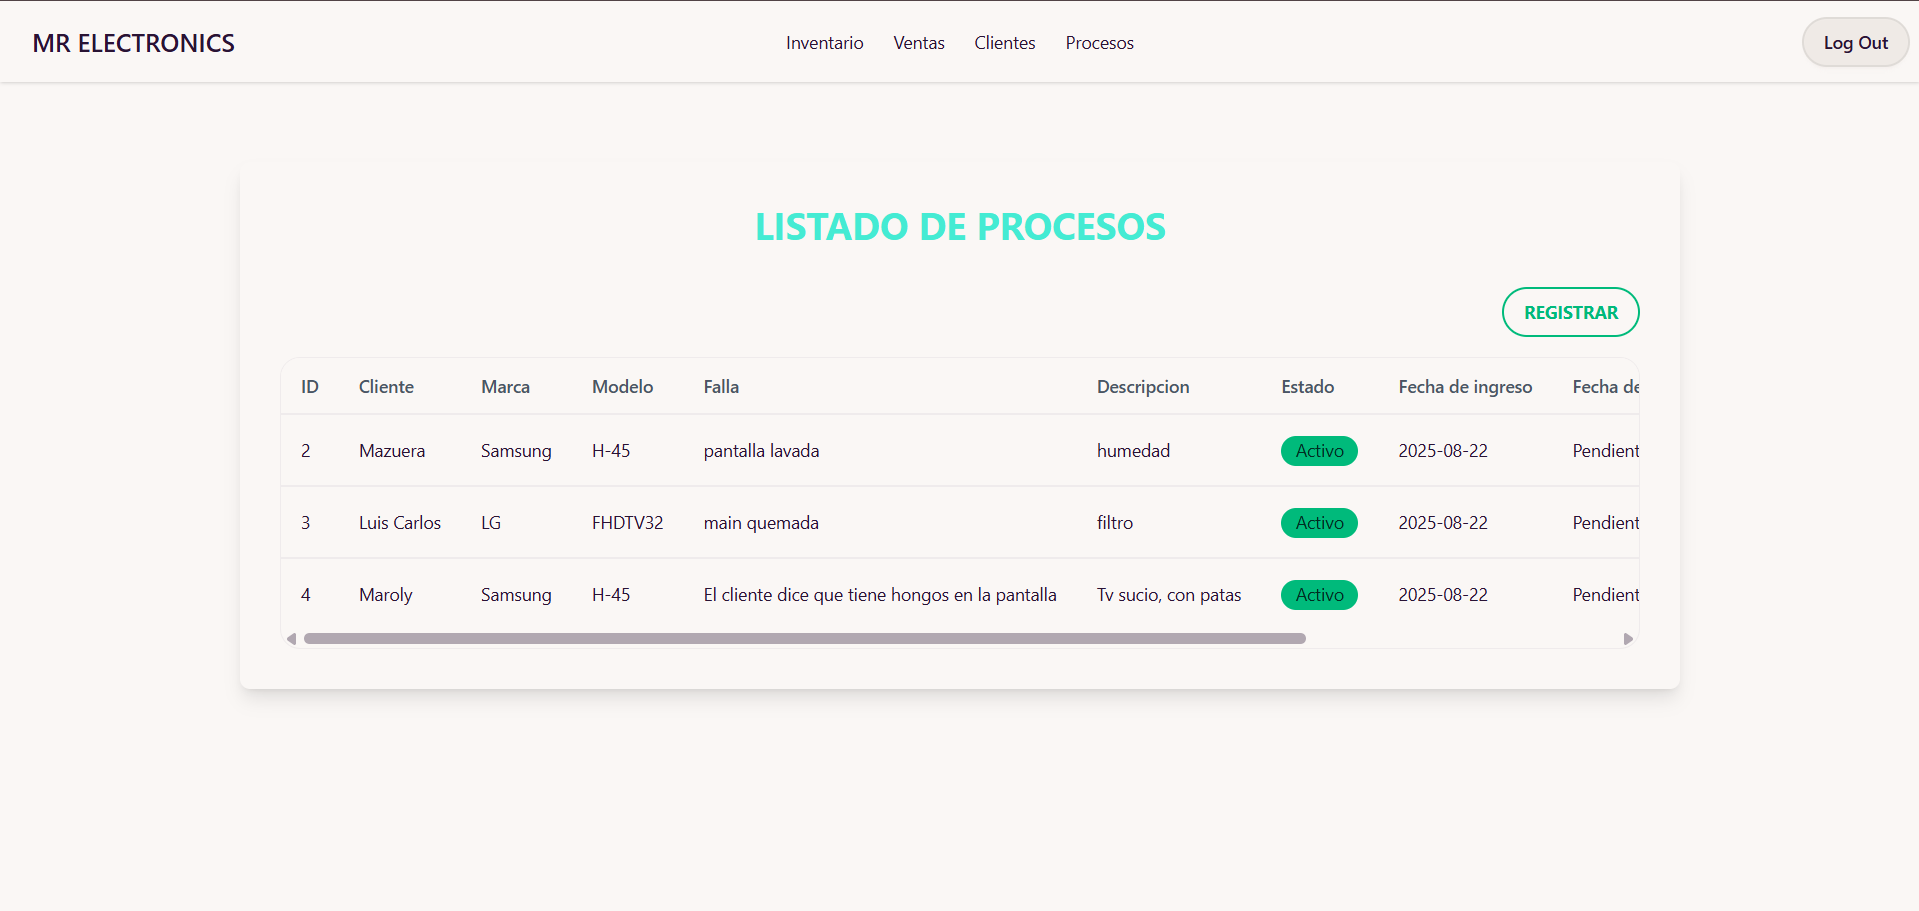 MR ELECTRONICS Inventario Ventas Clientes Procesos Log Out
LISTADO DE PROCESOS
REGISTRAR
ID Cliente Marca Modelo Falla Descripcion Estado Fecha de ingreso Fecha de
2 Mazuera Samsung H-45 pantalla lavada humedad Activo 2025-08-22 Pendient
3 Luis Carlos LG FHDTV32 main quemada filtro Activo 2025-08-22 Pendient
4 Maroly Samsung H-45 El cliente dice que tiene hongos en la pantalla Tv sucio, con patas Activo 2025-08-22 Pendient